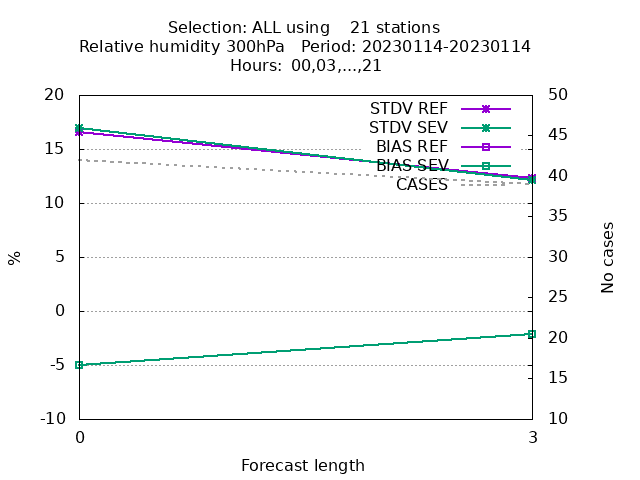 Selection: ALL using    21 stations
Relative humidity 300hPa   Period: 20230114-20230114
Hours: 00,03,...,21
STDV REF
STDV SEV
BIAS REF
BIAS SEV
CASES
20
15
10
5
0
-5
-10
%
50
45
40
35
30
25
20
15
10
No cases
0
3
Forecast length